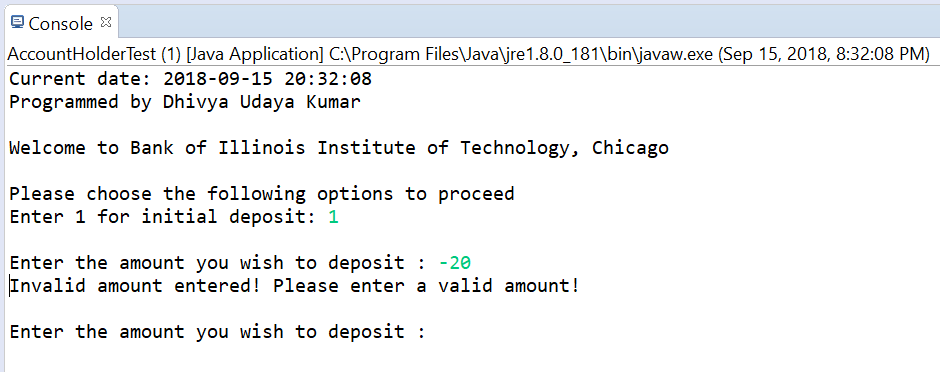 Console
AccountHolderTest (1) [Java Application] C:\Program Files\Java\jre1.8.0_181\bin\javaw.exe (Sep 15, 2018, 8:32:08 PM)
Current date: 2018-09-15 20:32:08
Programmed by Dhivya Udaya Kumar
Welcome to Bank of Illinois Institute of Technology, Chicago
Please choose the following options to proceed
Enter 1 for initial deposit: 1
Enter the amount you wish to deposit : -20
Invalid amount entered! Please enter a valid amount!
Enter the amount you wish to deposit :